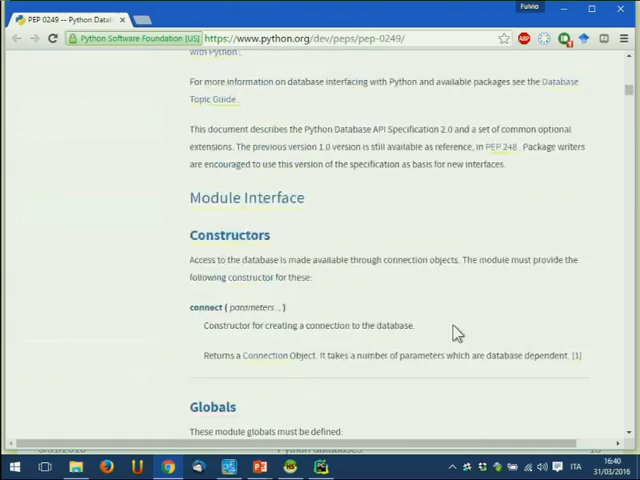 Fulvio
PEP 0249 -- Python Datab
Python Software Foundation [US] https://www.python.org/dev/peps/pep-0249/
with Python .
For more information on database interfacing with Python and available packages see the Database
Topic Guide .
This document describes the Python Database API Specification 2.0 and a set of common optional
extensions. The previous version 1.0 version is still available as reference, in PEP 248 . Package writers
are encouraged to use this version of the specification as basis for new interfaces.
Module Interface
Constructors
Access to the database is made available through connection objects. The module must provide the
following constructor for these:
connect ( parameters... )
Constructor for creating a connection to the database.
Returns a Connection Object. It takes a number of parameters which are database dependent. [1]
Globals
These module globals must be defined:
ITA
16:40
31/03/2016